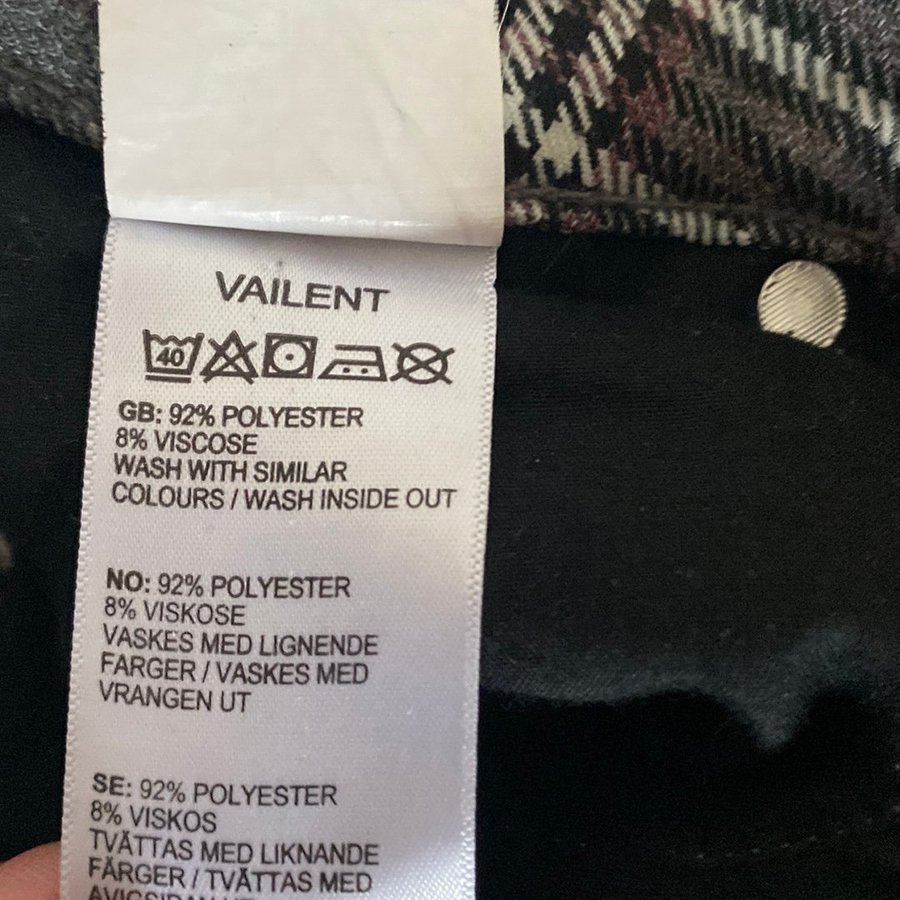 VAILENT
40
GB: 92% POLYESTER
8% VISCOSE
WASH WITH SIMILAR
COLOURS / WASH INSIDE OUT
NO: 92% POLYESTER
8% VISKOSE
VASKES MED LIGNENDE
FARGER / VASKES MED
VRANGEN UT
SE: 92% POLYESTER
8% VISKOS
TVÄTTAS MED LIKNANDE
FÄRGER / TVÄTTAS MED